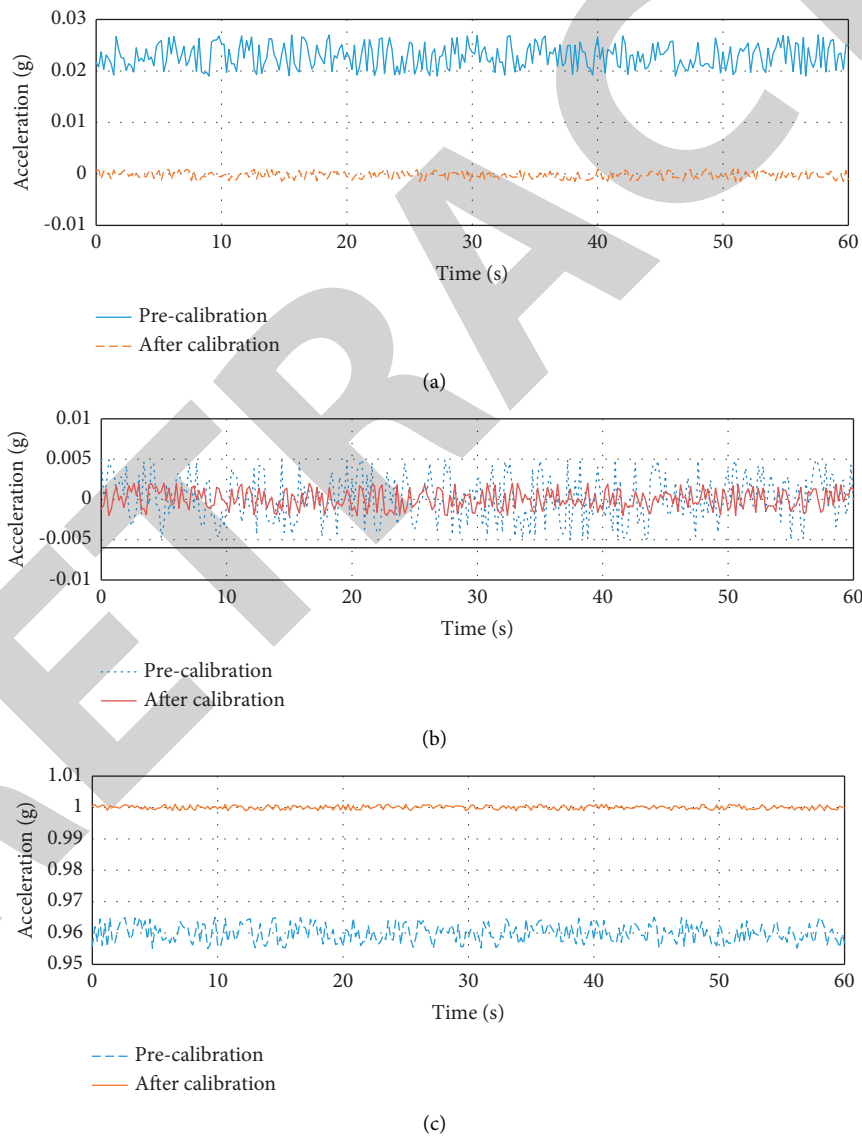 Acceleration (g)
0.03
0.02
0.01
0
-0.01
0 10 20 30 40 50 60
Time (s)
Pre-calibration
After calibration
(a)
Acceleration (g)
0.01
0.005
0
-0.005
-0.01
0 10 20 30 40 50 60
Time (s)
Pre-calibration
After calibration
(b)
Acceleration (g)
1.01
1
0.99
0.98
0.97
0.96
0.95
0 10 20 30 40 50 60
Time (s)
Pre-calibration
After calibration
(c)
RETRAC